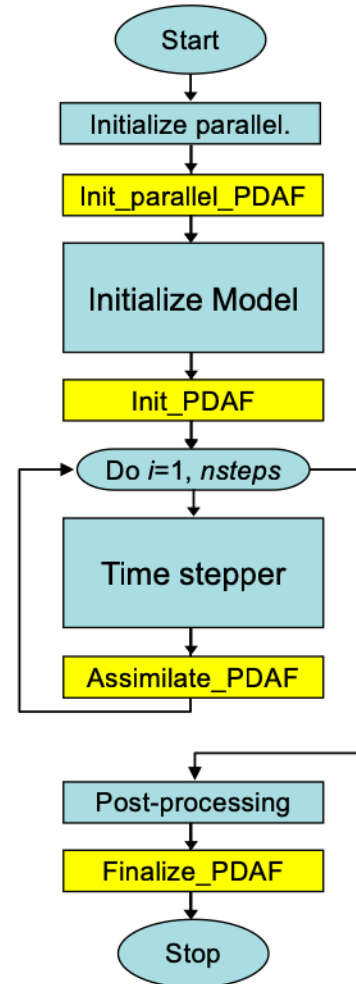 Start
Initialize parallel.
Init_parallel_PDAF
Initialize Model
Init_PDAF
Do i=1, nsteps
Time stepper
Assimilate_PDAF
Post-processing
Finalize_PDAF
Stop